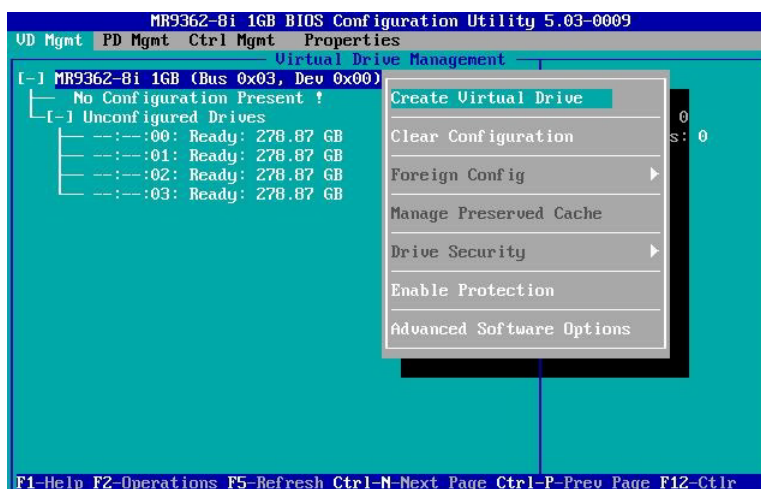 MR9362-8i 1GB BIOS Configuration Utility 5.03-0009
VD Mgmt PD Mgmt Ctrl Mgmt Properties
Virtual Drive Management
[-] MR9362-8i 1GB (Bus 0x03, Dev 0x00)
No Configuration Present !
[-] Unconfigured Drives
--:--:00: Ready: 278.87 GB
--:--:01: Ready: 278.87 GB
--:--:02: Ready: 278.87 GB
--:--:03: Ready: 278.87 GB
Create Virtual Drive
Clear Configuration
Foreign Config
Manage Preserved Cache
Drive Security
Enable Protection
Advanced Software Options
0
s: 0
F1-Help F2-Operations F5-Refresh Ctrl-N-Next Page Ctrl-P-Prev Page F12-Ctlr